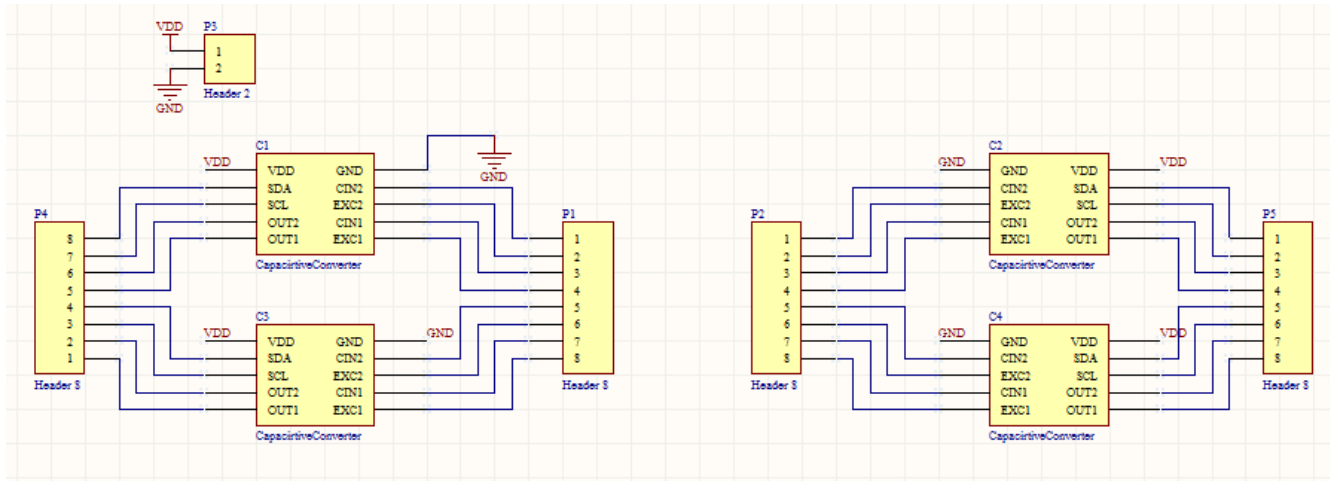 VDD
P3
1
2
GND
Header 2
C1
VDD
VDD GND
SDA CIN2
SCL EXC2
OUT2 CIN1
OUT1 EXC1
CapacirtiveConverter
GND
P4
8
7
6
5
4
3
2
1
Header 8
P1
1
2
3
4
5
6
7
8
Header 8
C3
VDD
GND
VDD GND
SDA CIN2
SCL EXC2
OUT2 CIN1
OUT1 EXC1
CapacirtiveConverter
C2
GND
VDD
GND VDD
CIN2 SDA
EXC2 SCL
CIN1 OUT2
EXC1 OUT1
CapacirtiveConverter
P2
1
2
3
4
5
6
7
8
Header 8
P5
1
2
3
4
5
6
7
8
Header 8
C4
GND
VDD
GND VDD
CIN2 SDA
EXC2 SCL
CIN1 OUT2
EXC1 OUT1
CapacirtiveConverter